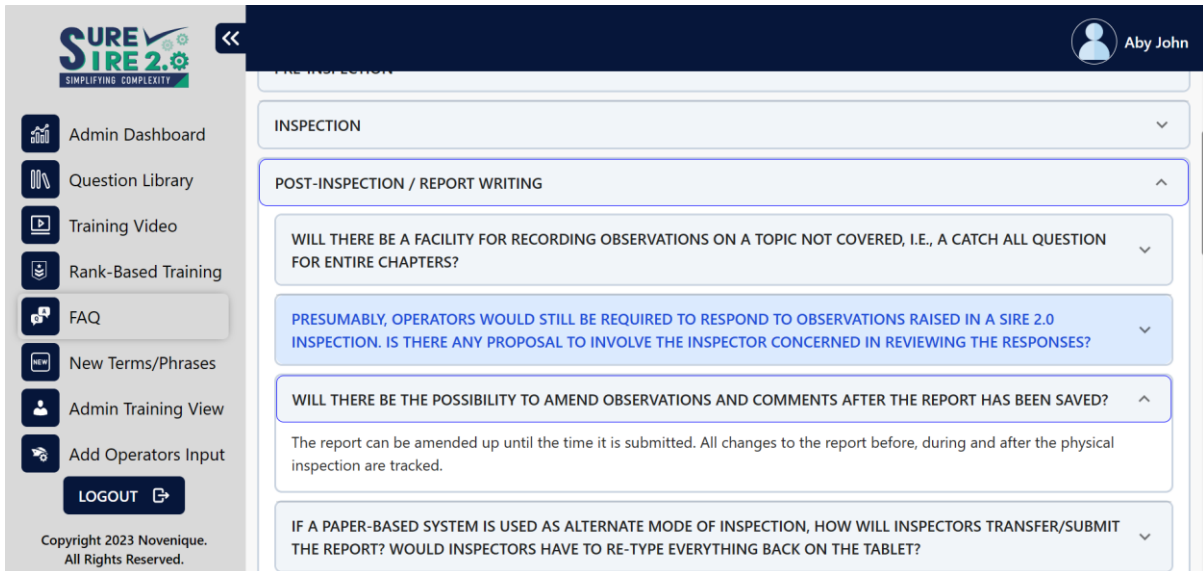 SURE
SIRE 2.0
SIMPLIFYING COMPLEXITY
Aby John
Admin Dashboard
Question Library
Training Video
Rank-Based Training
FAQ
NEW
New Terms/Phrases
Admin Training View
Add Operators Input
LOGOUT
Copyright 2023 Novenique.
All Rights Reserved.
PRE-INSPECTION
INSPECTION
POST-INSPECTION / REPORT WRITING
WILL THERE BE A FACILITY FOR RECORDING OBSERVATIONS ON A TOPIC NOT COVERED, I.E., A CATCH ALL QUESTION
FOR ENTIRE CHAPTERS?
PRESUMABLY, OPERATORS WOULD STILL BE REQUIRED TO RESPOND TO OBSERVATIONS RAISED IN A SIRE 2.0
INSPECTION. IS THERE ANY PROPOSAL TO INVOLVE THE INSPECTOR CONCERNED IN REVIEWING THE RESPONSES?
WILL THERE BE THE POSSIBILITY TO AMEND OBSERVATIONS AND COMMENTS AFTER THE REPORT HAS BEEN SAVED?
The report can be amended up until the time it is submitted. All changes to the report before, during and after the physical
inspection are tracked.
IF A PAPER-BASED SYSTEM IS USED AS ALTERNATE MODE OF INSPECTION, HOW WILL INSPECTORS TRANSFER/SUBMIT
THE REPORT? WOULD INSPECTORS HAVE TO RE-TYPE EVERYTHING BACK ON THE TABLET?